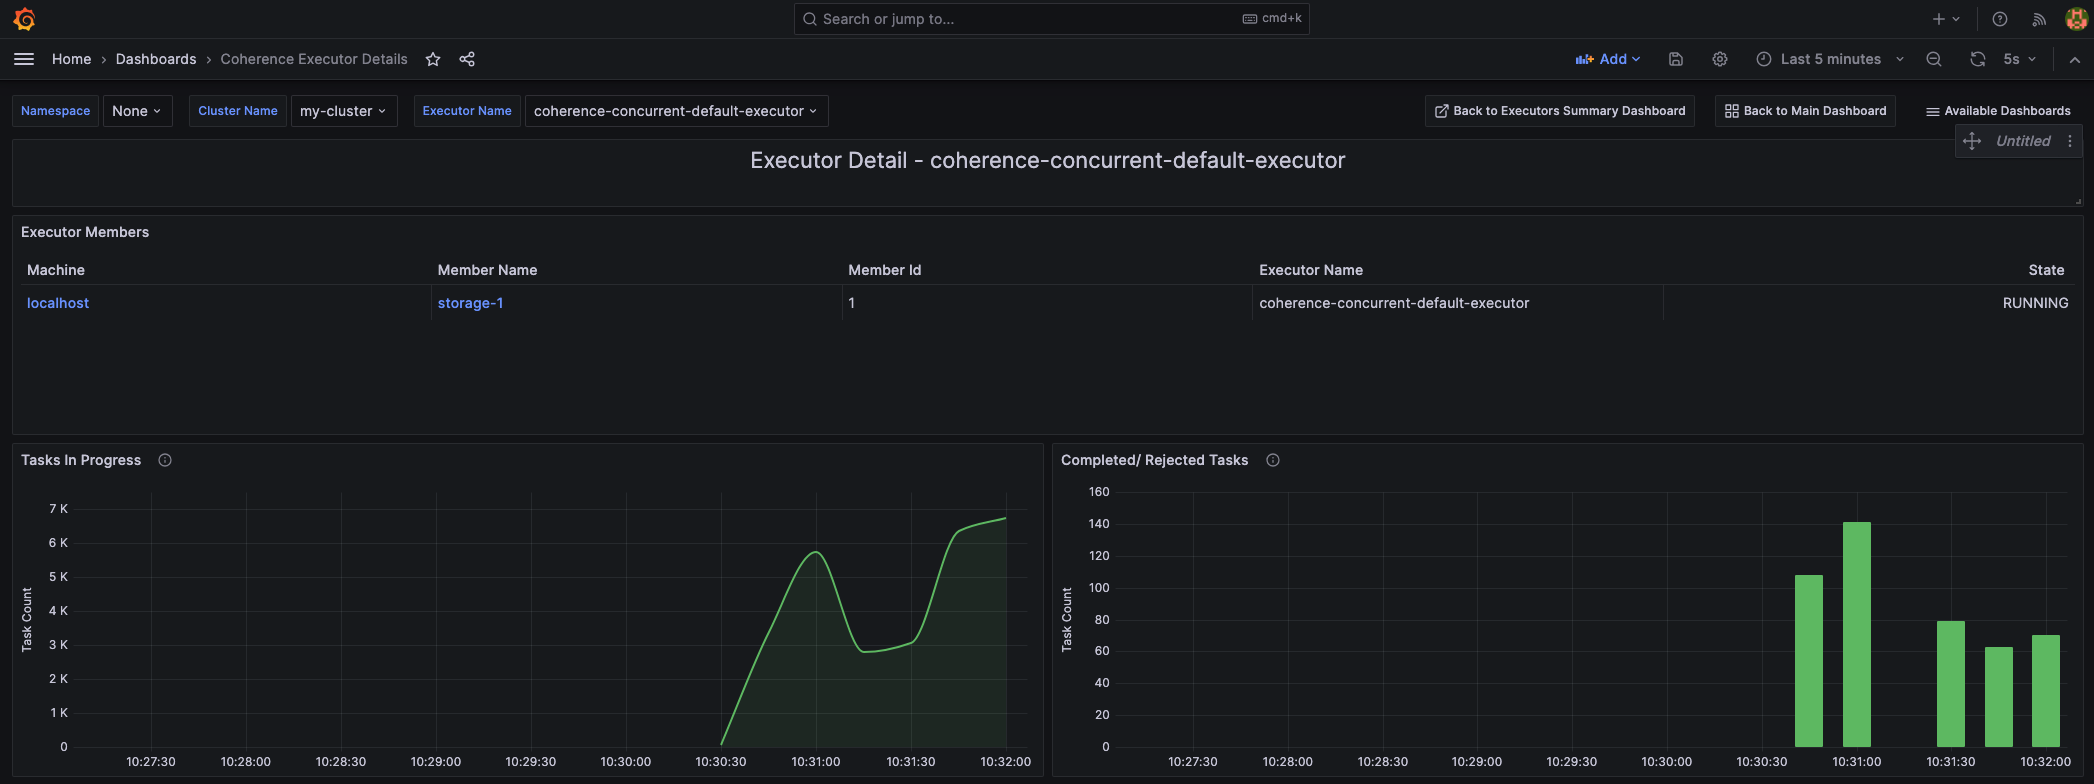 Search or jump to... cmd+k
Home › Dashboards › Coherence Executor Details Add Last 5 minutes 5s
Namespace None Cluster Name my-cluster Executor Name coherence-concurrent-default-executor Back to Executors Summary Dashboard Back to Main Dashboard Available Dashboards
Untitled
Executor Detail - coherence-concurrent-default-executor
Executor Members
Machine Member Name Member Id Executor Name State
localhost storage-1 1 coherence-concurrent-default-executor RUNNING
Tasks In Progress
Task Count
7 K
6 K
5 K
4 K
3 K
2 K
1 K
0
10:27:30 10:28:00 10:28:30 10:29:00 10:29:30 10:30:00 10:30:30 10:31:00 10:31:30 10:32:00
Completed/ Rejected Tasks
Task Count
160
140
120
100
80
60
40
20
0
10:27:30 10:28:00 10:28:30 10:29:00 10:29:30 10:30:00 10:30:30 10:31:00 10:31:30 10:32:00